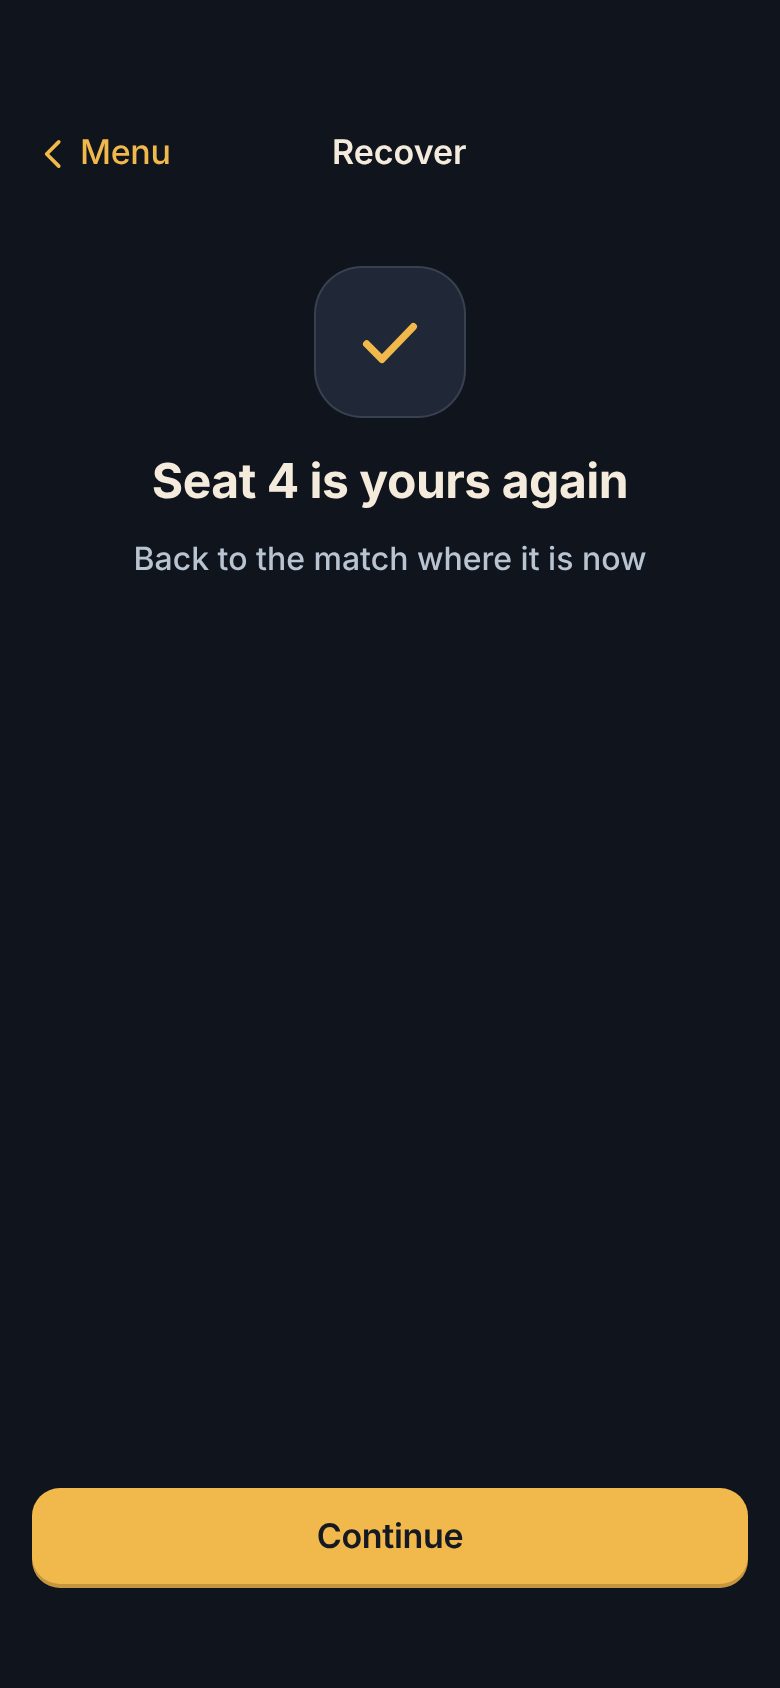 Menu
Recover
Seat 4 is yours again
Back to the match where it is now
Continue